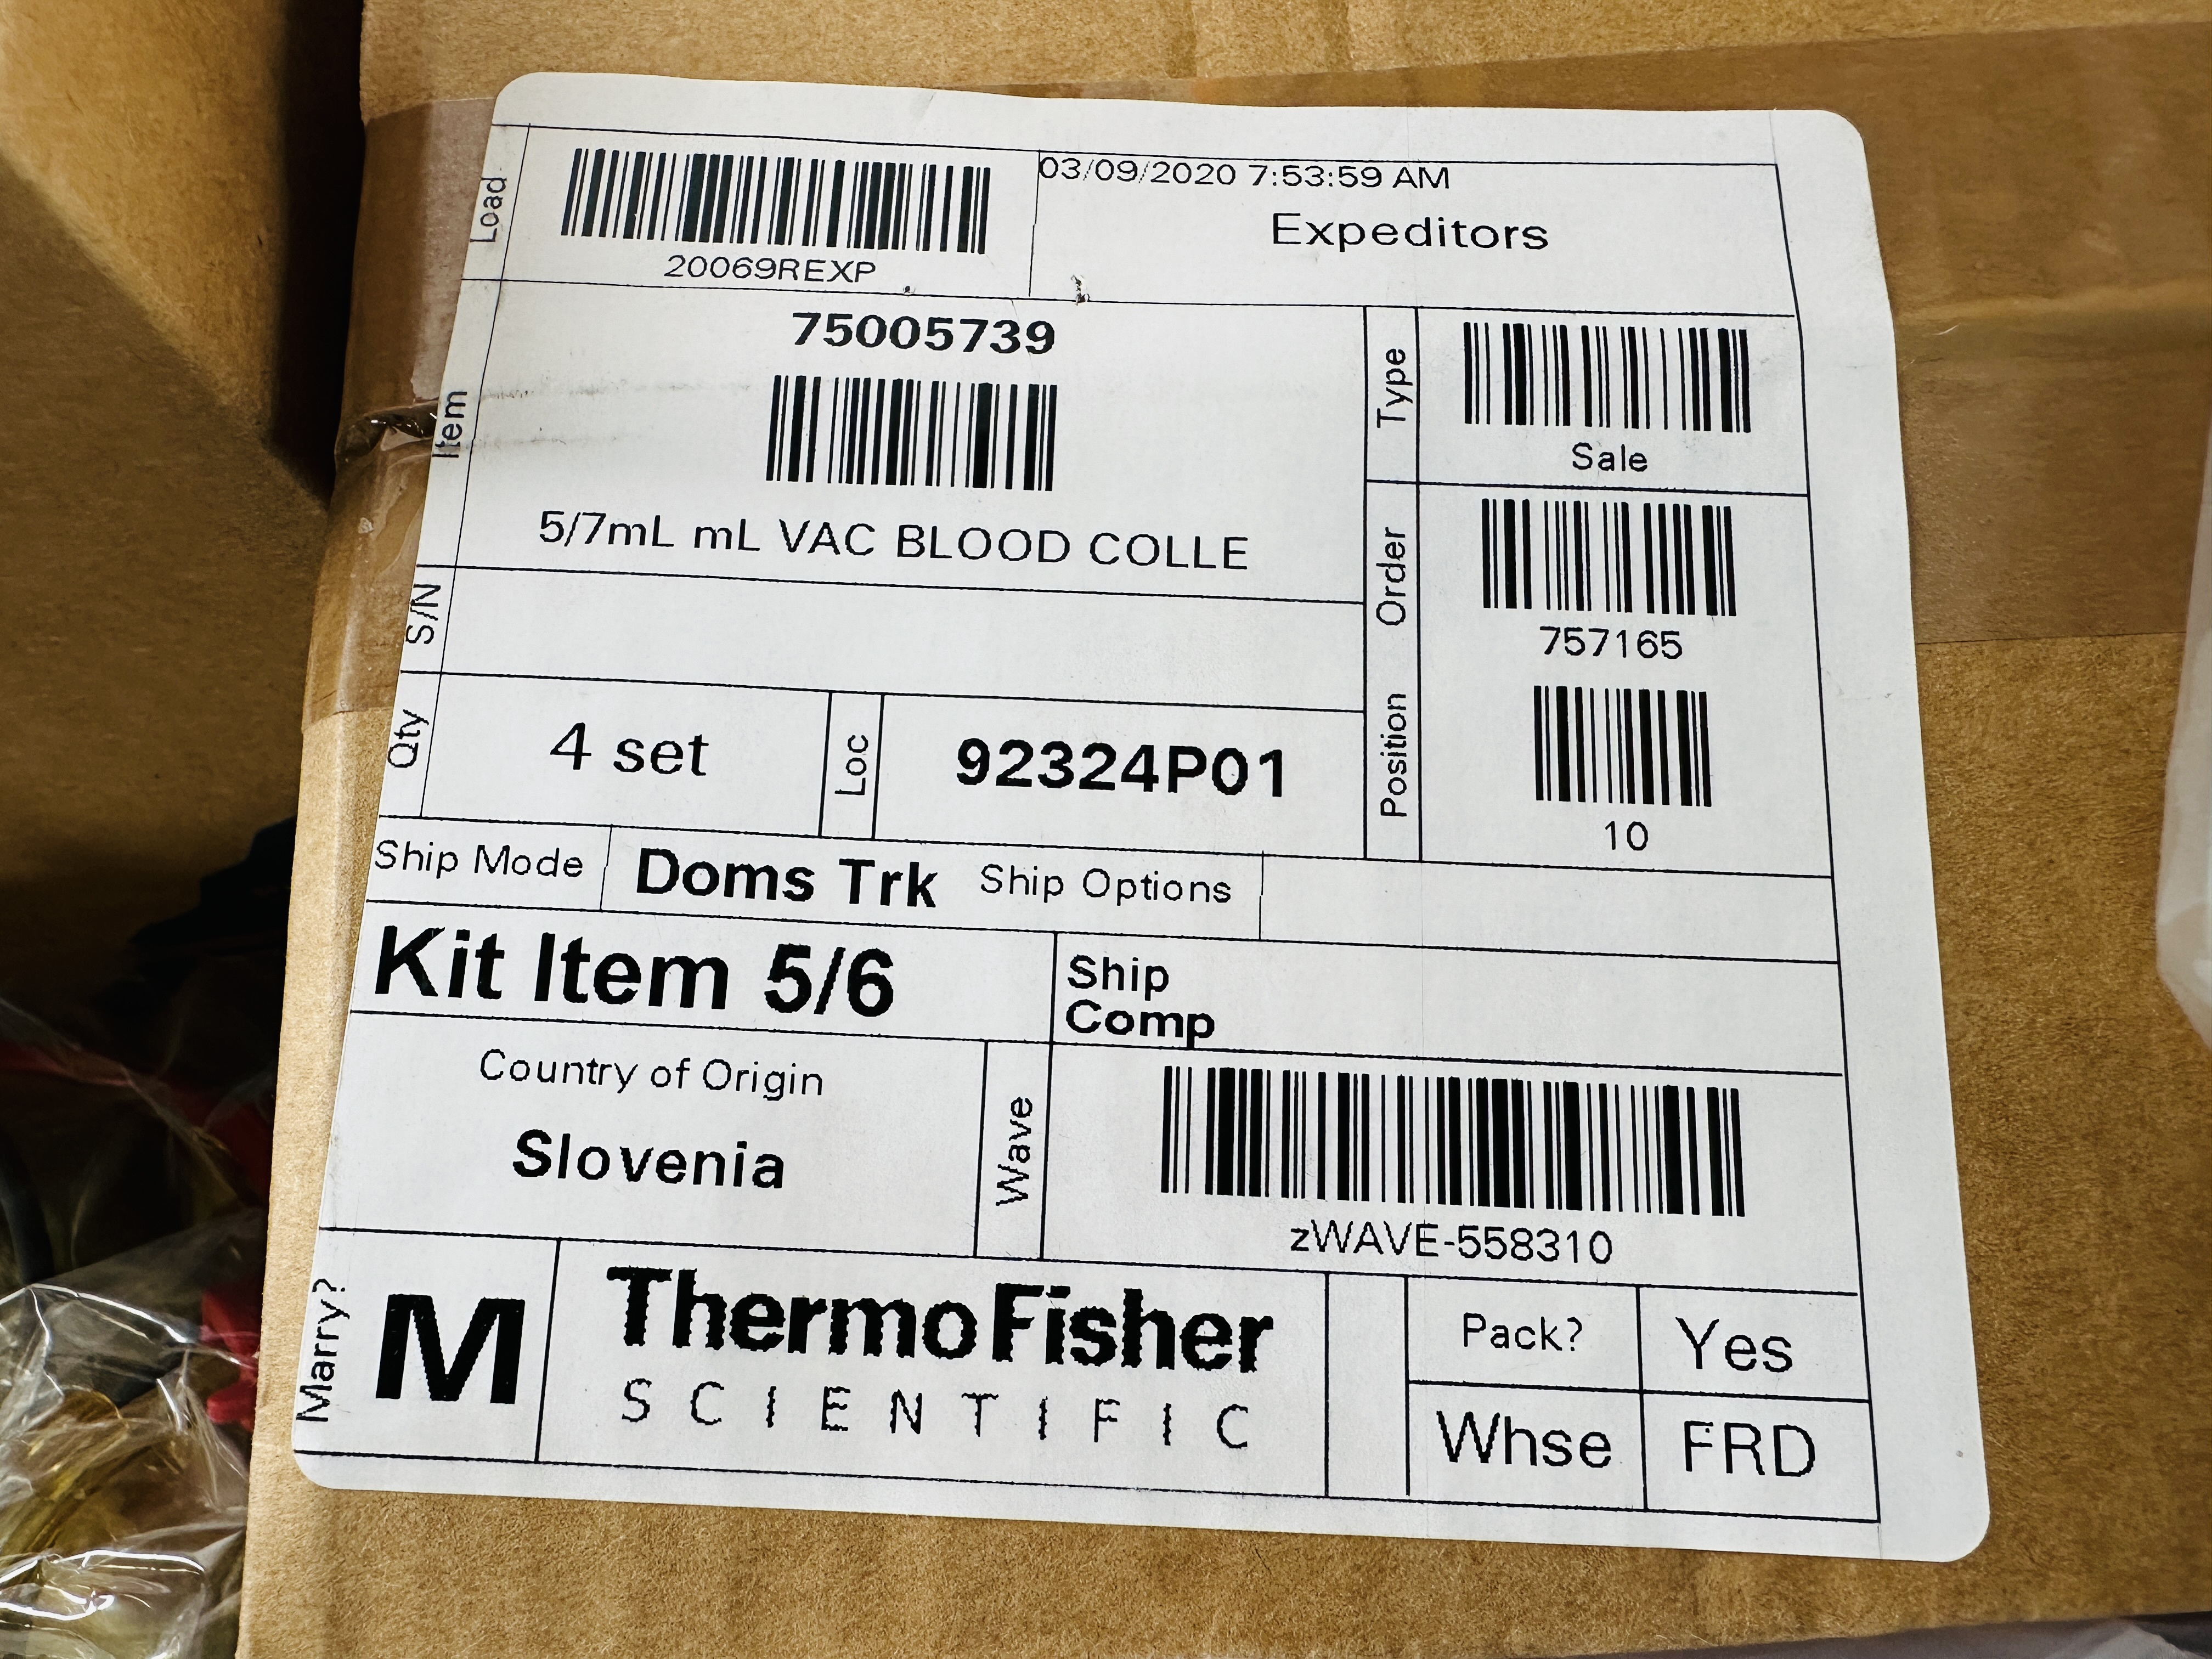 Load
20069REXP
03/09/2020 7:53:59 AM
Expeditors
Item
75005739
5/7mL mL VAC BLOOD COLLE
Type
Sale
Order
757165
Position
10
S/N
Qty
4 set
Loc
92324P01
Ship Mode
Doms Trk
Ship Options
Kit Item 5/6
Ship
Comp
Country of Origin
Slovenia
Wave
zWAVE-558310
Marry?
M
ThermoFisher
SCIENTIFIC
Pack?
Yes
Whse
FRD